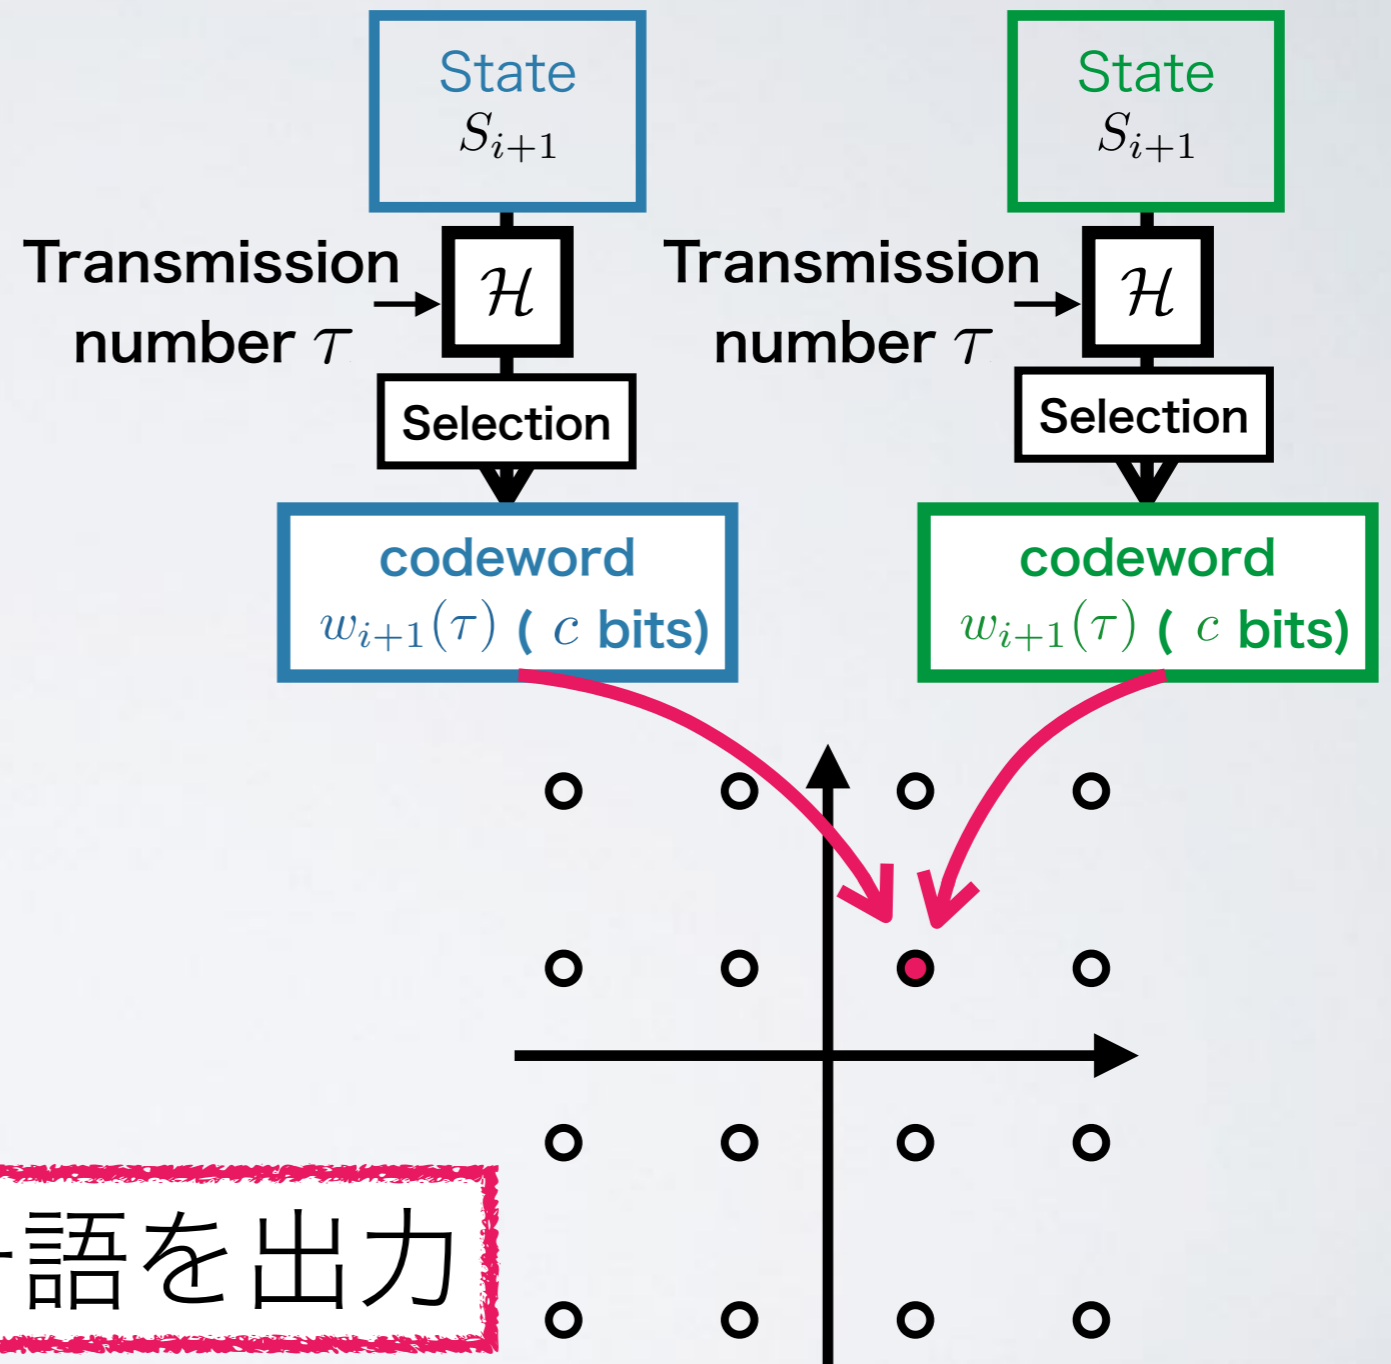 State
S_{i+1}
Transmission
number τ
ℋ
Selection
codeword
w_{i+1}(τ) ( c bits)
State
S_{i+1}
Transmission
number τ
ℋ
Selection
codeword
w_{i+1}(τ) ( c bits)
語を出力